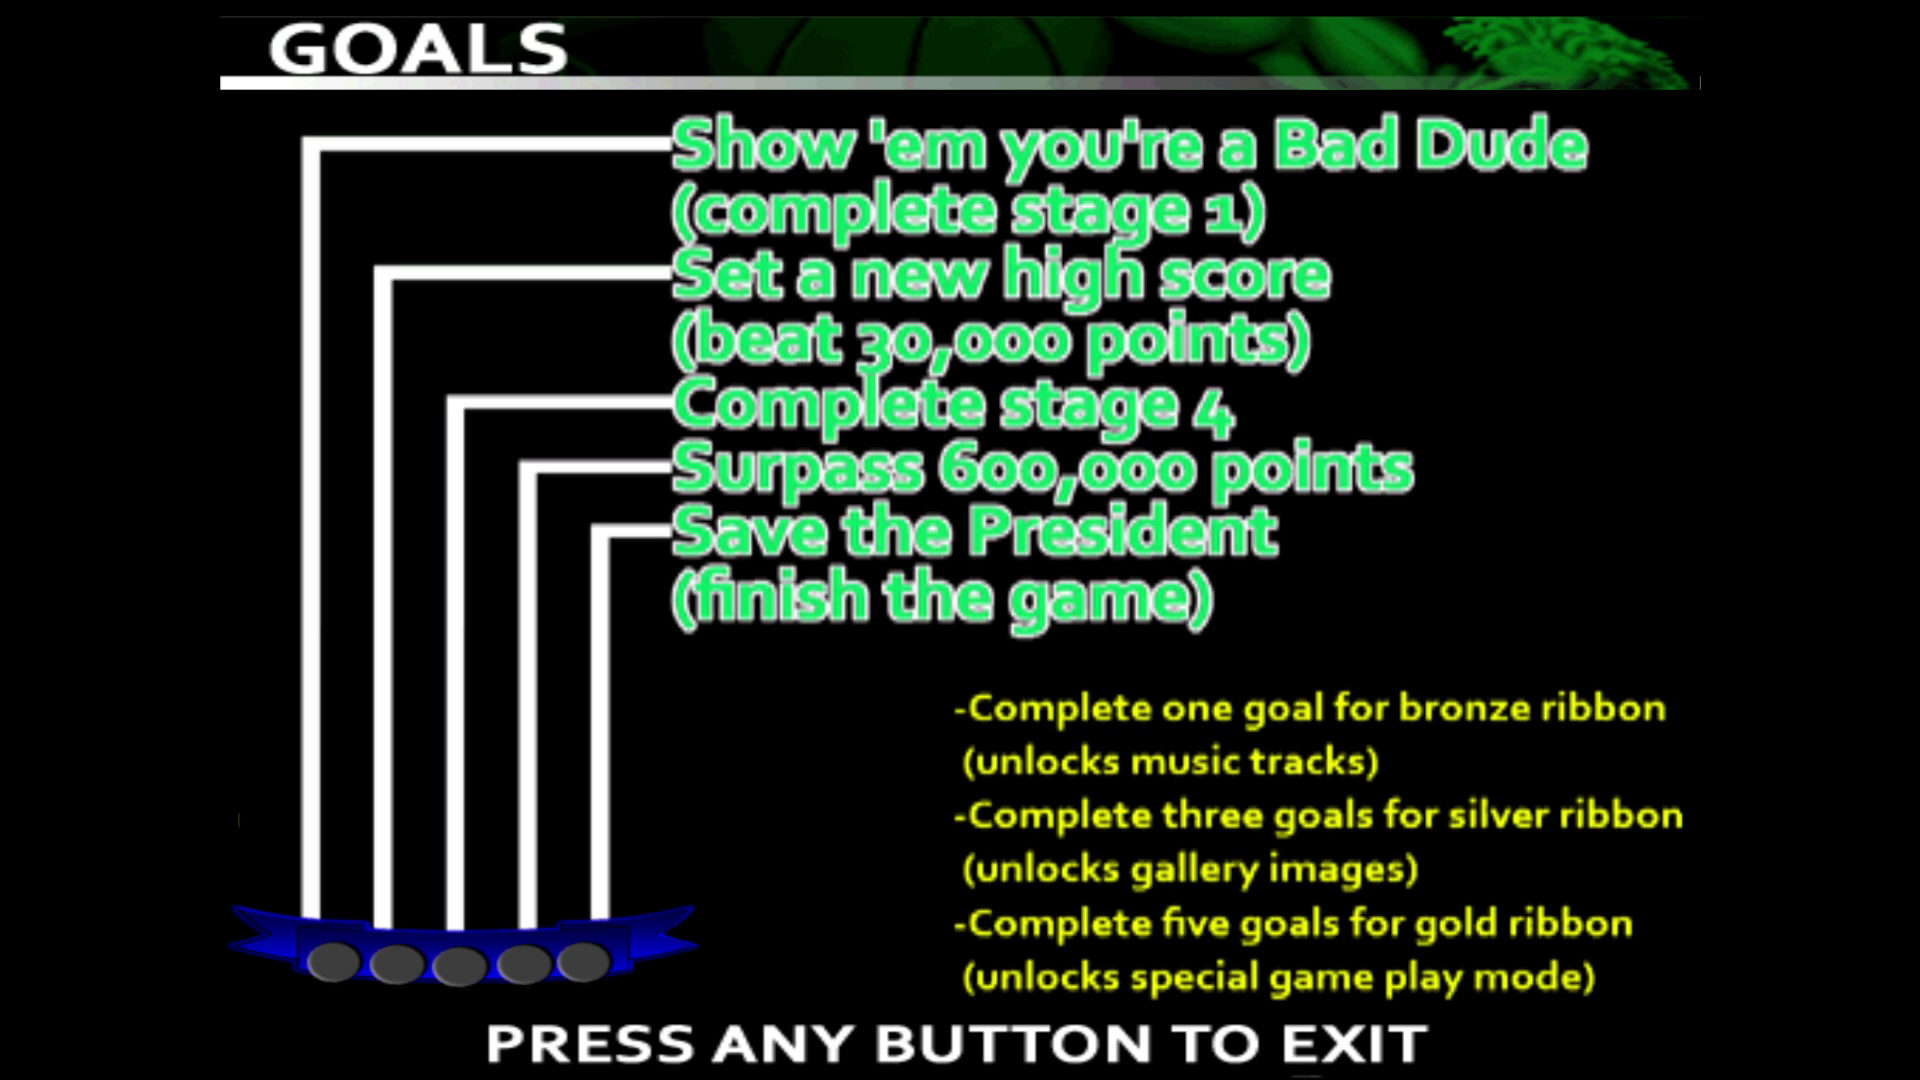 GOALS
Show 'em you're a Bad Dude
(complete stage 1)
Set a new high score
(beat 30,000 points)
Complete stage 4
Surpass 600,000 points
Save the President
(finish the game)
-Complete one goal for bronze ribbon
(unlocks music tracks)
-Complete three goals for silver ribbon
(unlocks gallery images)
-Complete five goals for gold ribbon
(unlocks special game play mode)
PRESS ANY BUTTON TO EXIT